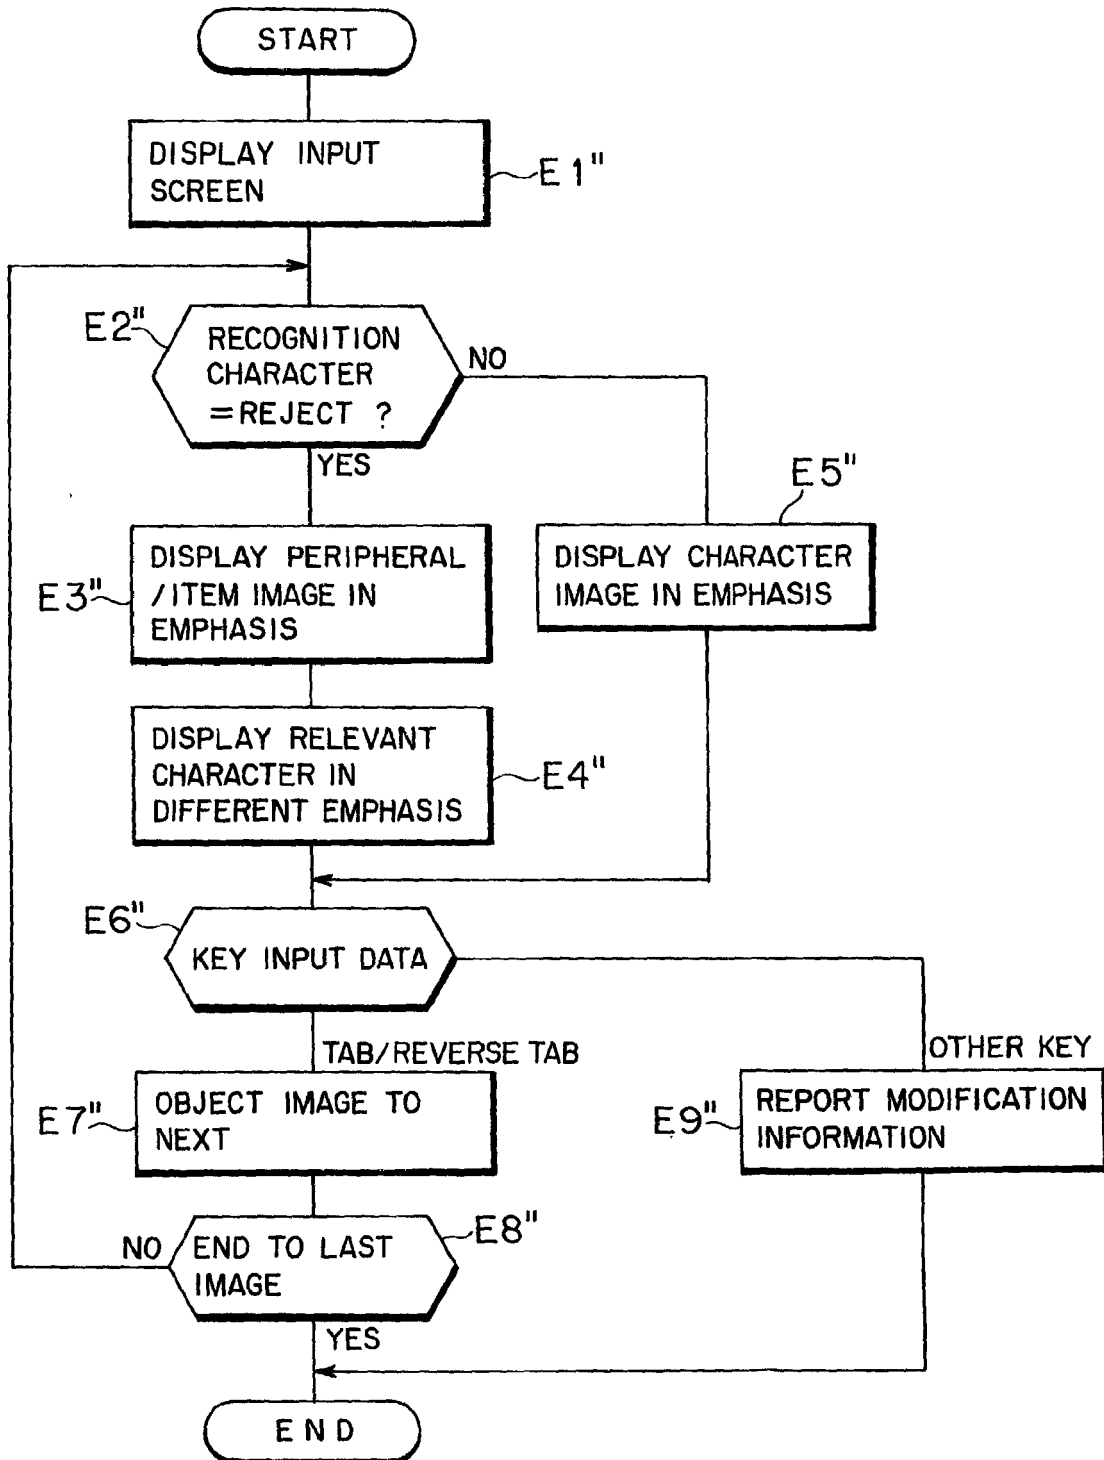 START
DISPLAY INPUT
SCREEN
E1"
E2"
RECOGNITION
CHARACTER
=REJECT ?
NO
YES
E5"
DISPLAY PERIPHERAL
/ITEM IMAGE IN
EMPHASIS
E3"
DISPLAY CHARACTER
IMAGE IN EMPHASIS
DISPLAY RELEVANT
CHARACTER IN
DIFFERENT EMPHASIS
E4"
E6"
KEY INPUT DATA
TAB/REVERSE TAB
OTHER KEY
E7"
OBJECT IMAGE TO
NEXT
E9"
REPORT MODIFICATION
INFORMATION
E8"
NO
END TO LAST
IMAGE
YES
END